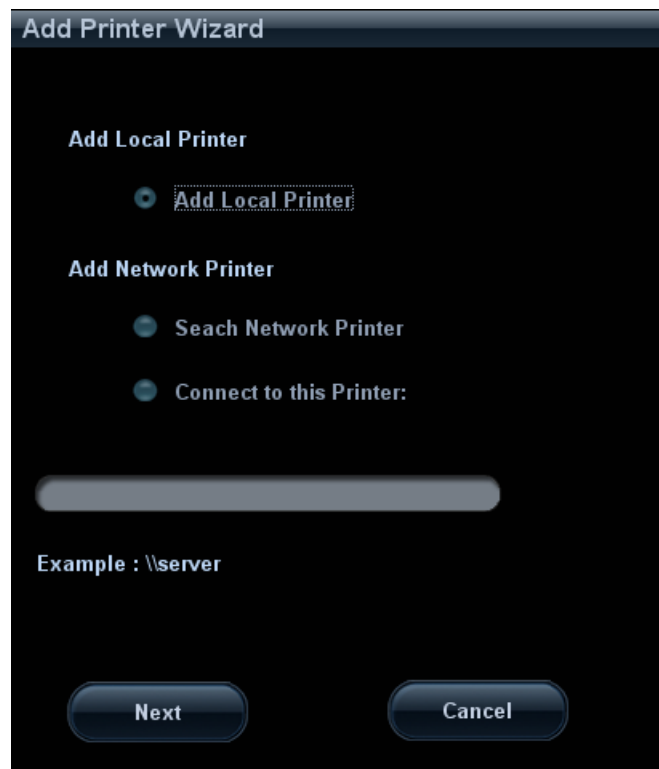 Add Printer Wizard
Add Local Printer
Add Local Printer
Add Network Printer
Seach Network Printer
Connect to this Printer:
Example : \\server
Next
Cancel